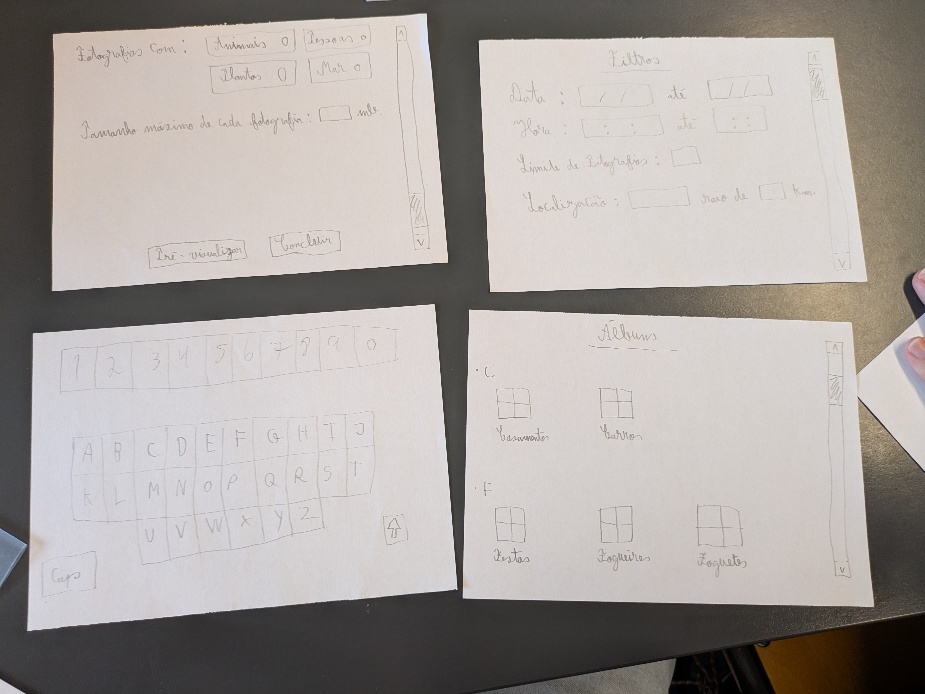 Fotografias com : Animais O Pessoas o
Plantas O Mar o
Tamanho máximo de cada fotografia : mb.
Pré-visualizar Concluir
Filtros
Data : / / até / /
Hora : : : até : :
Limite de Fotografias :
Localização : raio de km.
1 2 3 4 5 6 7 8 9 0
A B C D E F G H I J
K L M N O P Q R S T
U V W X Y Z
Caps
Álbuns
· C.
Casamentos Carros
· F
Festas Fogueiras Foguetes